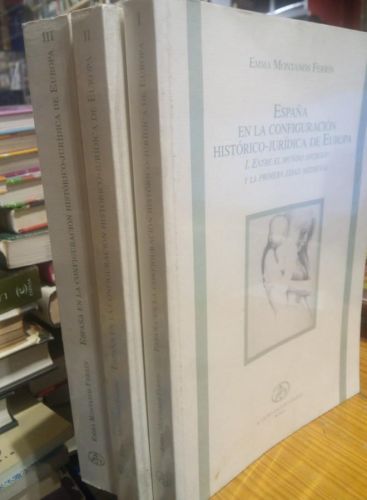 EMMA MONTANOS FERRÍN
ESPAÑA
EN LA CONFIGURACIÓN
HISTÓRICO-JURÍDICA DE EUROPA
I. ENTRE EL MUNDO ANTIGUO
Y LA PRIMERA EDAD MEDIEVAL
I
ESPAÑA EN LA CONFIGURACIÓN HISTÓRICO-JURÍDICA DE EUROPA
II
ESPAÑA EN LA CONFIGURACIÓN HISTÓRICO-JURÍDICA DE EUROPA
III
EMMA MONTANOS FERRÍN ESPAÑA EN LA CONFIGURACIÓN HISTÓRICO-JURÍDICA DE EUROPA